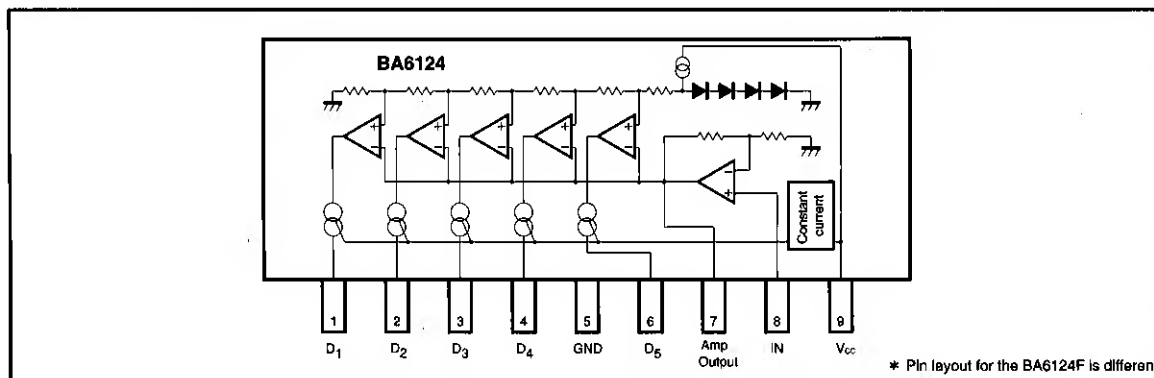 BA6124
+
−
+
−
+
−
+
−
+
−
−
+
Constant
current
1
2
3
4
5
6
7
8
9
D1
D2
D3
D4
GND
D5
Amp
Output
IN
Vcc
* Pin layout for the BA6124F is differen